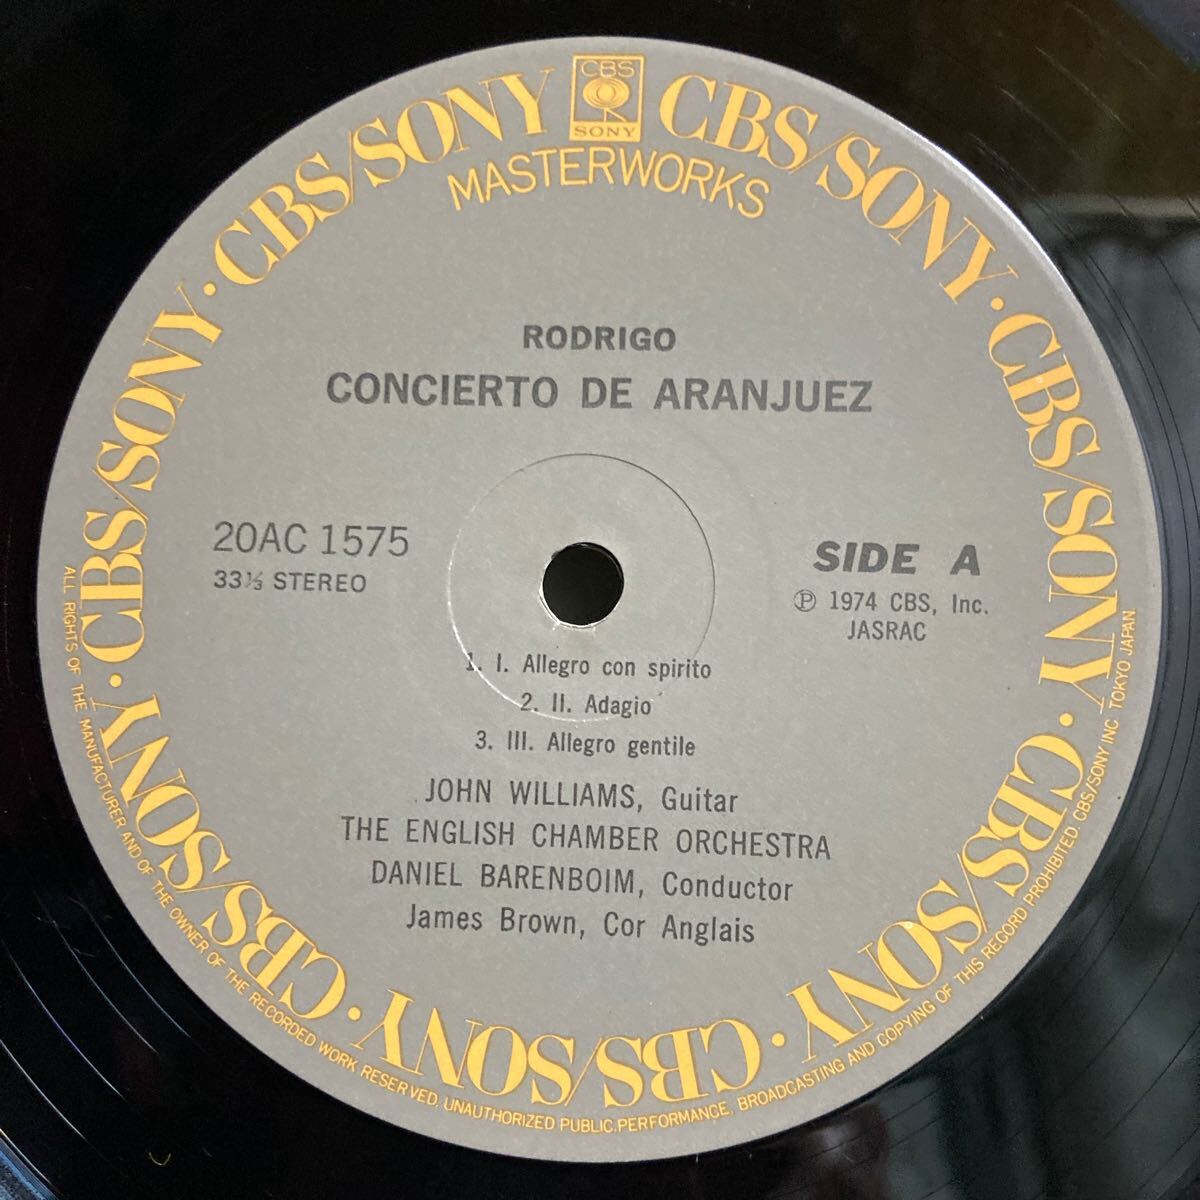 CBS/SONY · CBS/SONY · CBS/SONY · CBS/SONY · CBS/SONY · CBS/SONY · CBS/SONY · CBS/SONY
CBS
SONY
MASTERWORKS
RODRIGO
CONCIERTO DE ARANJUEZ
20AC 1575
33⅓ STEREO
SIDE A
Ⓟ 1974 CBS, Inc.
JASRAC
1. I. Allegro con spirito
2. II. Adagio
3. III. Allegro gentile
JOHN WILLIAMS, Guitar
THE ENGLISH CHAMBER ORCHESTRA
DANIEL BARENBOIM, Conductor
James Brown, Cor Anglais
ALL RIGHTS OF THE MANUFACTURER AND OF THE OWNER OF THE RECORDED WORK RESERVED. UNAUTHORIZED PUBLIC PERFORMANCE, BROADCASTING AND COPYING OF THIS RECORD PROHIBITED. CBS/SONY INC. TOKYO JAPAN